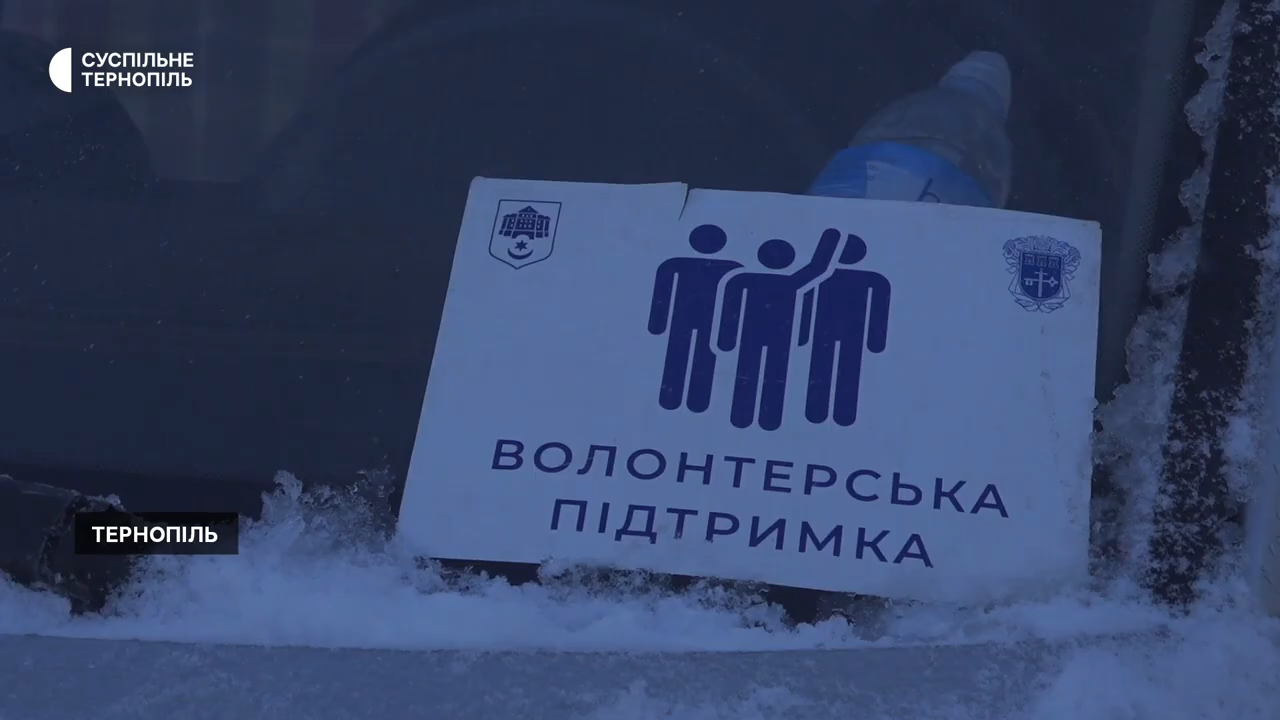 СУСПІЛЬНЕ
ТЕРНОПІЛЬ
ВОЛОНТЕРСЬКА
ПІДТРИМКА
ТЕРНОПІЛЬ